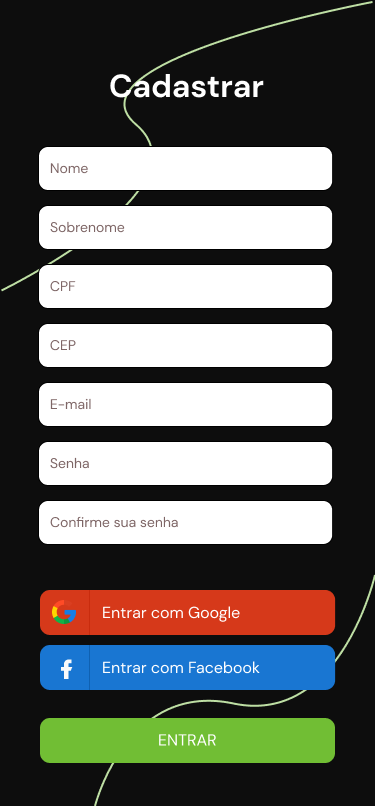 Cadastrar
Nome
Sobrenome
CPF
CEP
E-mail
Senha
Confirme sua senha
Entrar com Google
Entrar com Facebook
ENTRAR